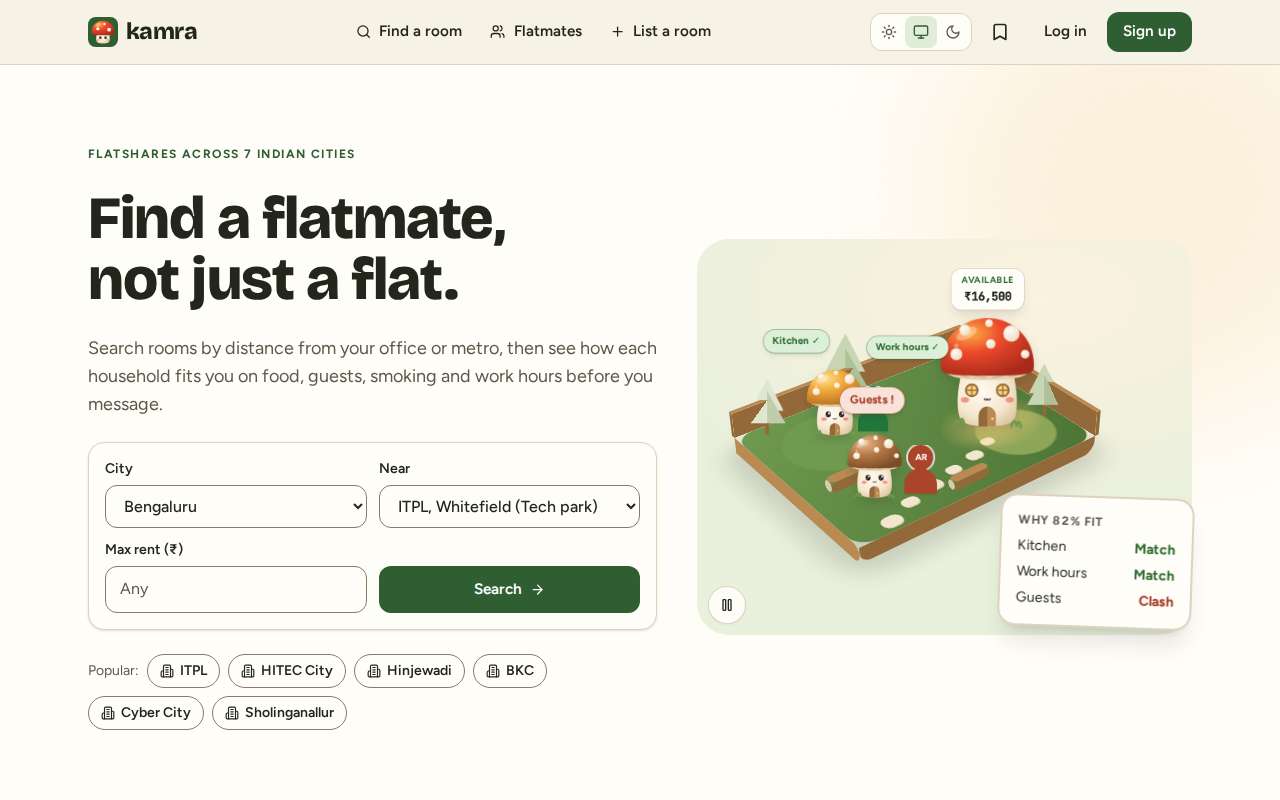 kamra
Find a room
Flatmates
List a room
Log in
Sign up
FLATSHARES ACROSS 7 INDIAN CITIES
Find a flatmate,
not just a flat.
Search rooms by distance from your office or metro, then see how each
household fits you on food, guests, smoking and work hours before you
message.
City
Near
Bengaluru
ITPL, Whitefield (Tech park)
Max rent (₹)
Any
Search
Popular:
ITPL
HITEC City
Hinjewadi
BKC
Cyber City
Sholinganallur
AVAILABLE
₹16,500
Kitchen ✓
Work hours ✓
Guests !
AR
WHY 82% FIT
Kitchen Match
Work hours Match
Guests Clash